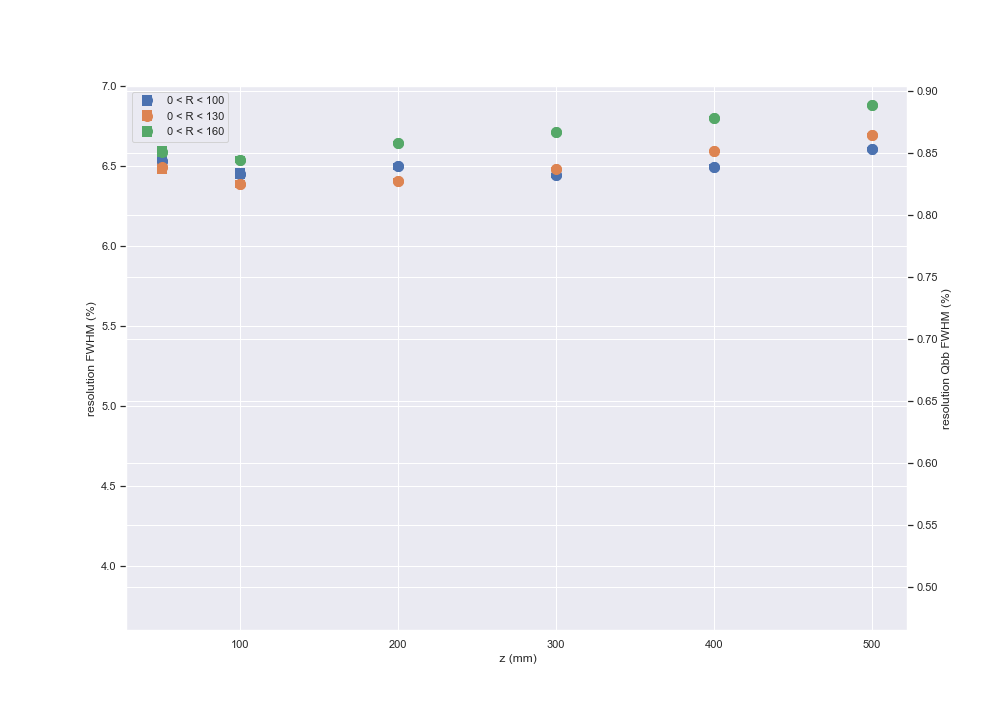 0 < R < 100
0 < R < 130
0 < R < 160
7.0
6.5
6.0
5.5
5.0
4.5
4.0
resolution FWHM (%)
0.90
0.85
0.80
0.75
0.70
0.65
0.60
0.55
0.50
resolution Qbb FWHM (%)
100 200 300 400 500
z (mm)